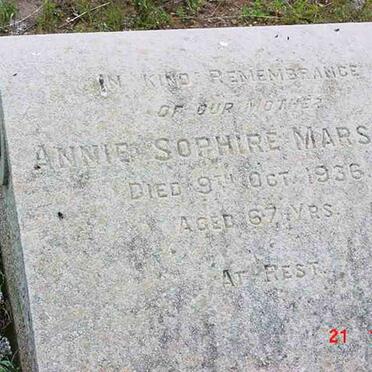 IN KIND REMEMBRANCE
OF OUR MOTHER
ANNIE SOPHIRE MARS
DIED 9TH OCT. 1936
AGED 67 YRS.
AT REST.
21